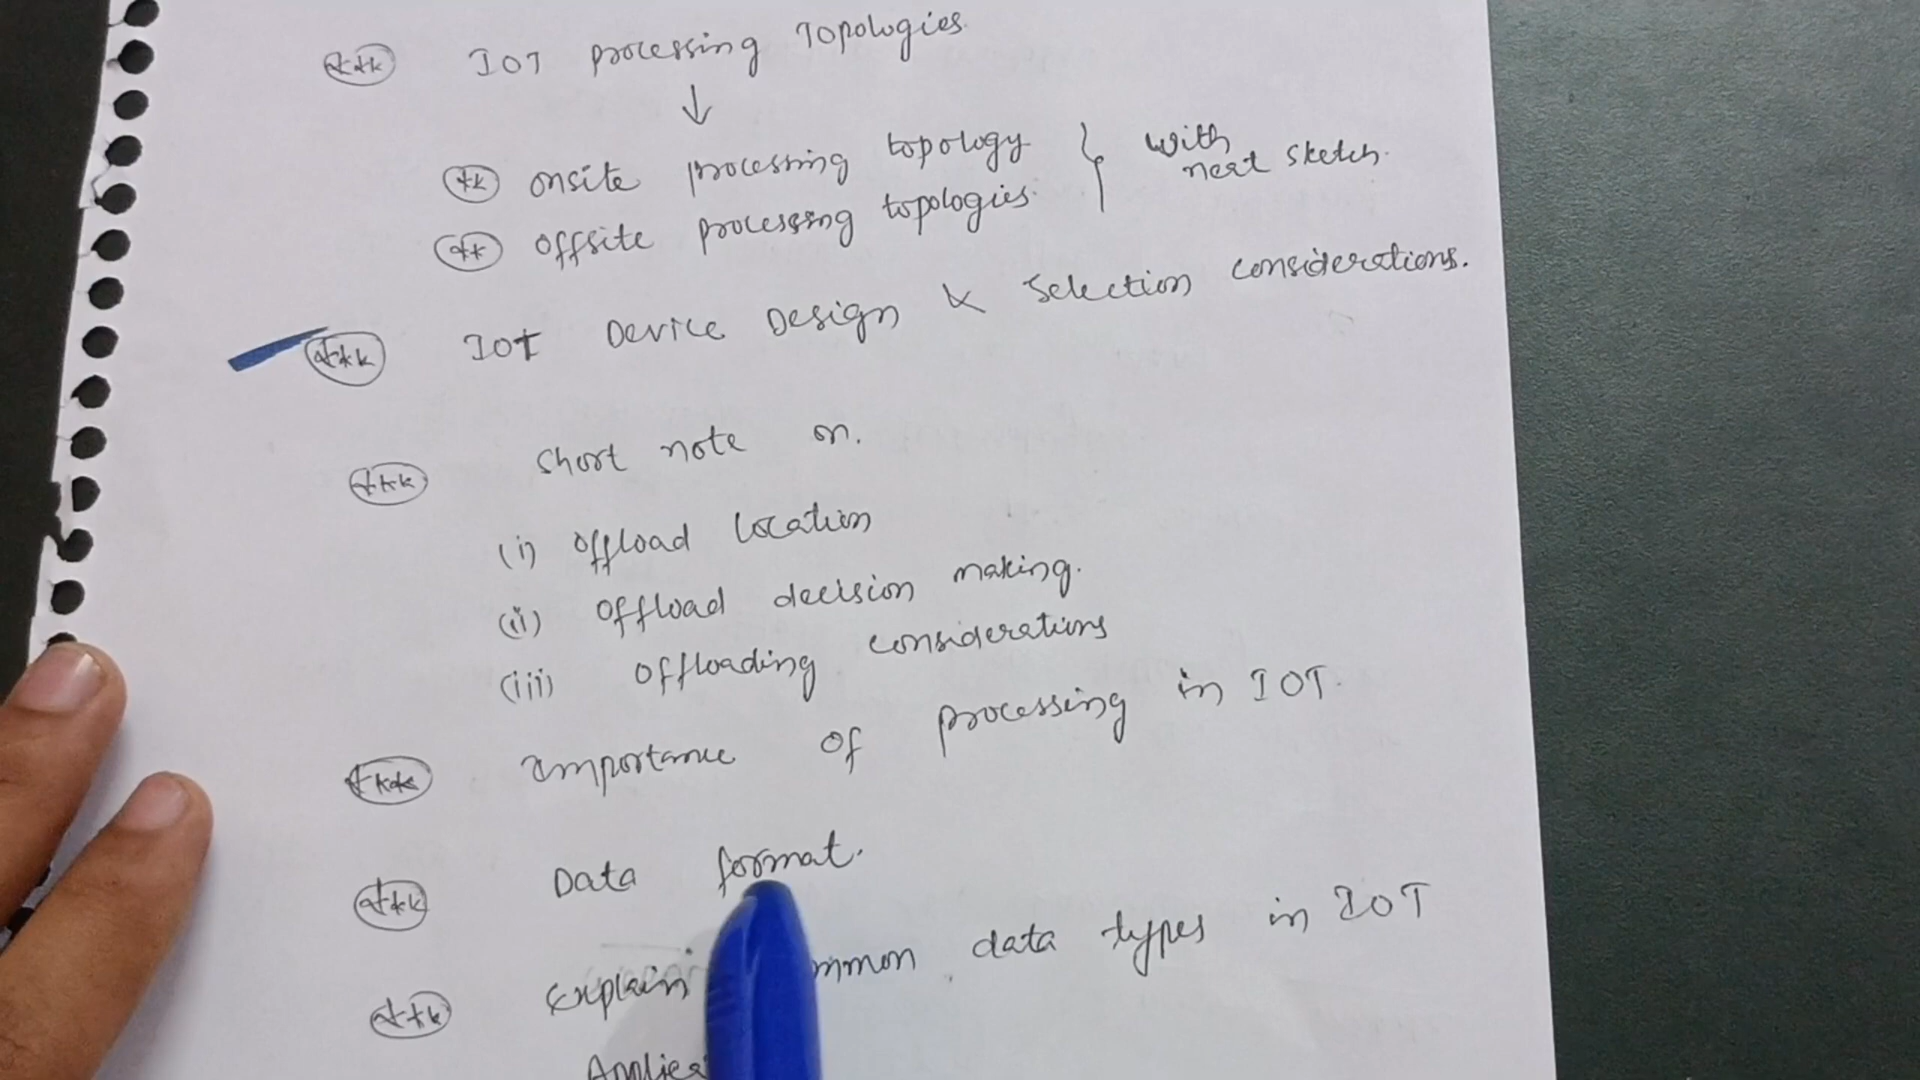 *** IOT processing Topologies.
↓
** onsite processing topology } with
neat sketch.
** offsite processing topologies.
*** IOT Device Design & Selection considerations.
*** Short note on.
(i) Offload location
(ii) Offload decision making.
(iii) Offloading considerations
*** Importance of processing in IOT.
*** Data format.
*** Explain mmon data types in IOT